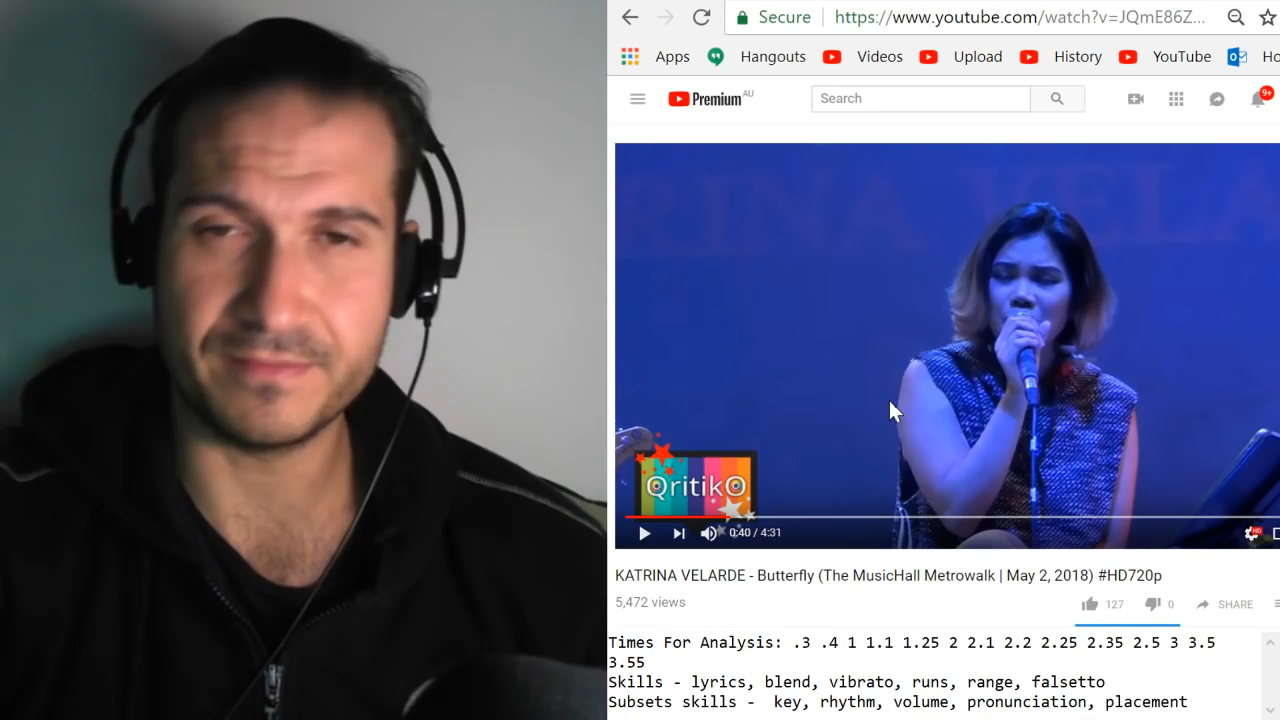 Secure https://www.youtube.com/watch?v=JQmE86Z...
Apps Hangouts Videos Upload History YouTube Ho
Premium AU Search 9+
RINA VELA
QritikO
0:40 / 4:31 HD
KATRINA VELARDE - Butterfly (The MusicHall Metrowalk | May 2, 2018) #HD720p
5,472 views
127 0 SHARE
Times For Analysis: .3 .4 1 1.1 1.25 2 2.1 2.2 2.25 2.35 2.5 3 3.5
3.55
Skills - lyrics, blend, vibrato, runs, range, falsetto
Subsets skills - key, rhythm, volume, pronunciation, placement